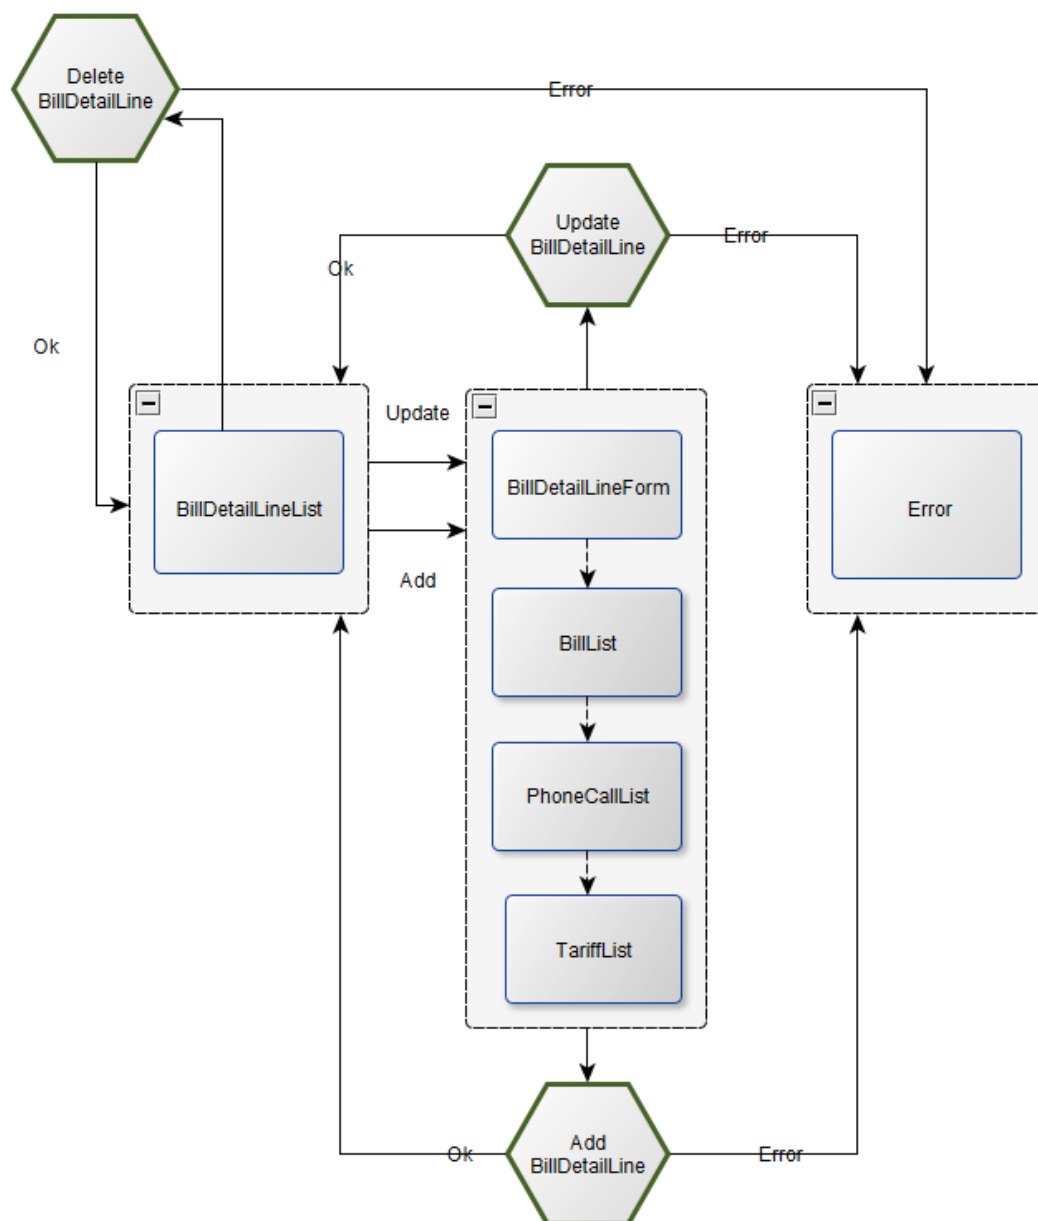 Delete
BillDetailLine
Error
Update
BillDetailLine
Error
Ok
Ok
Update
BillDetailLineList
BillDetailLineForm
Error
Add
BillList
PhoneCallList
TariffList
Ok
Add
BillDetailLine
Error